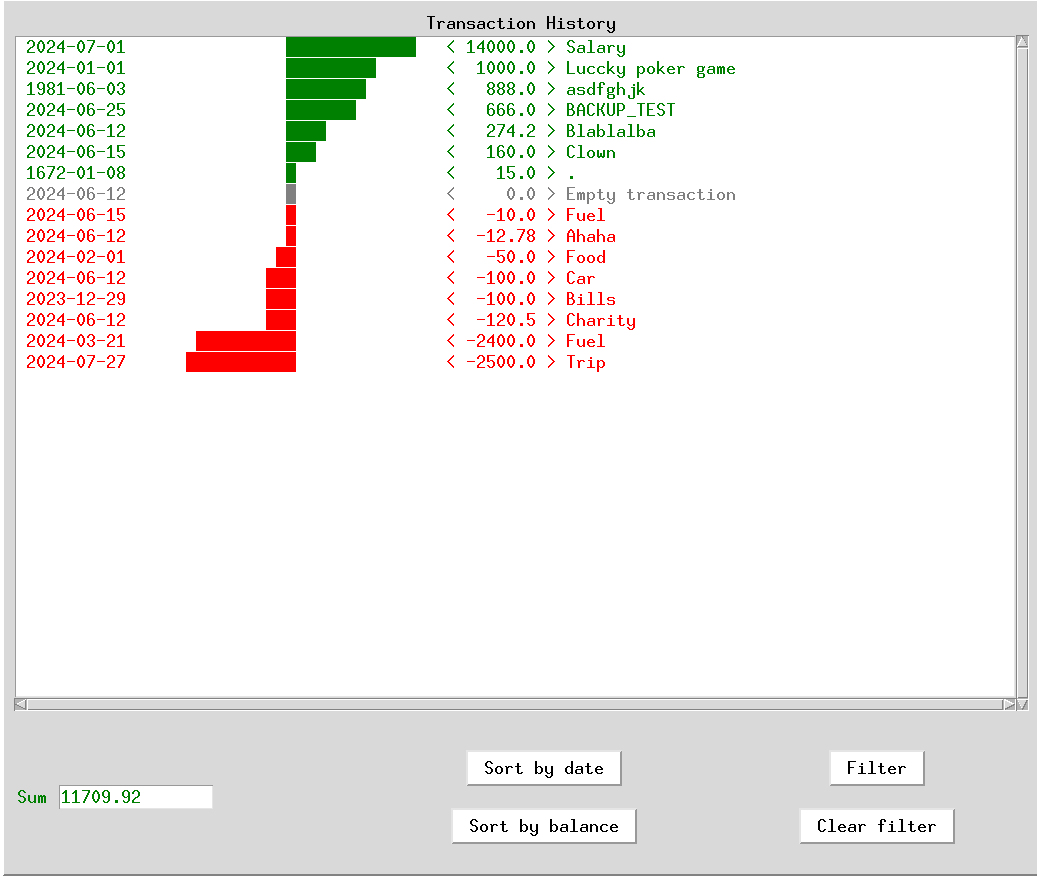 Transaction History
2024-07-01 < 14000.0 > Salary
2024-01-01 < 1000.0 > Luccky poker game
1981-06-03 < 888.0 > asdfghjk
2024-06-25 < 666.0 > BACKUP_TEST
2024-06-12 < 274.2 > Blablalba
2024-06-15 < 160.0 > Clown
1672-01-08 < 15.0 > .
2024-06-12 < 0.0 > Empty transaction
2024-06-15 < -10.0 > Fuel
2024-06-12 < -12.78 > Ahaha
2024-02-01 < -50.0 > Food
2024-06-12 < -100.0 > Car
2023-12-29 < -100.0 > Bills
2024-06-12 < -120.5 > Charity
2024-03-21 < -2400.0 > Fuel
2024-07-27 < -2500.0 > Trip
Sort by date
Filter
Sum 11709.92
Sort by balance
Clear filter